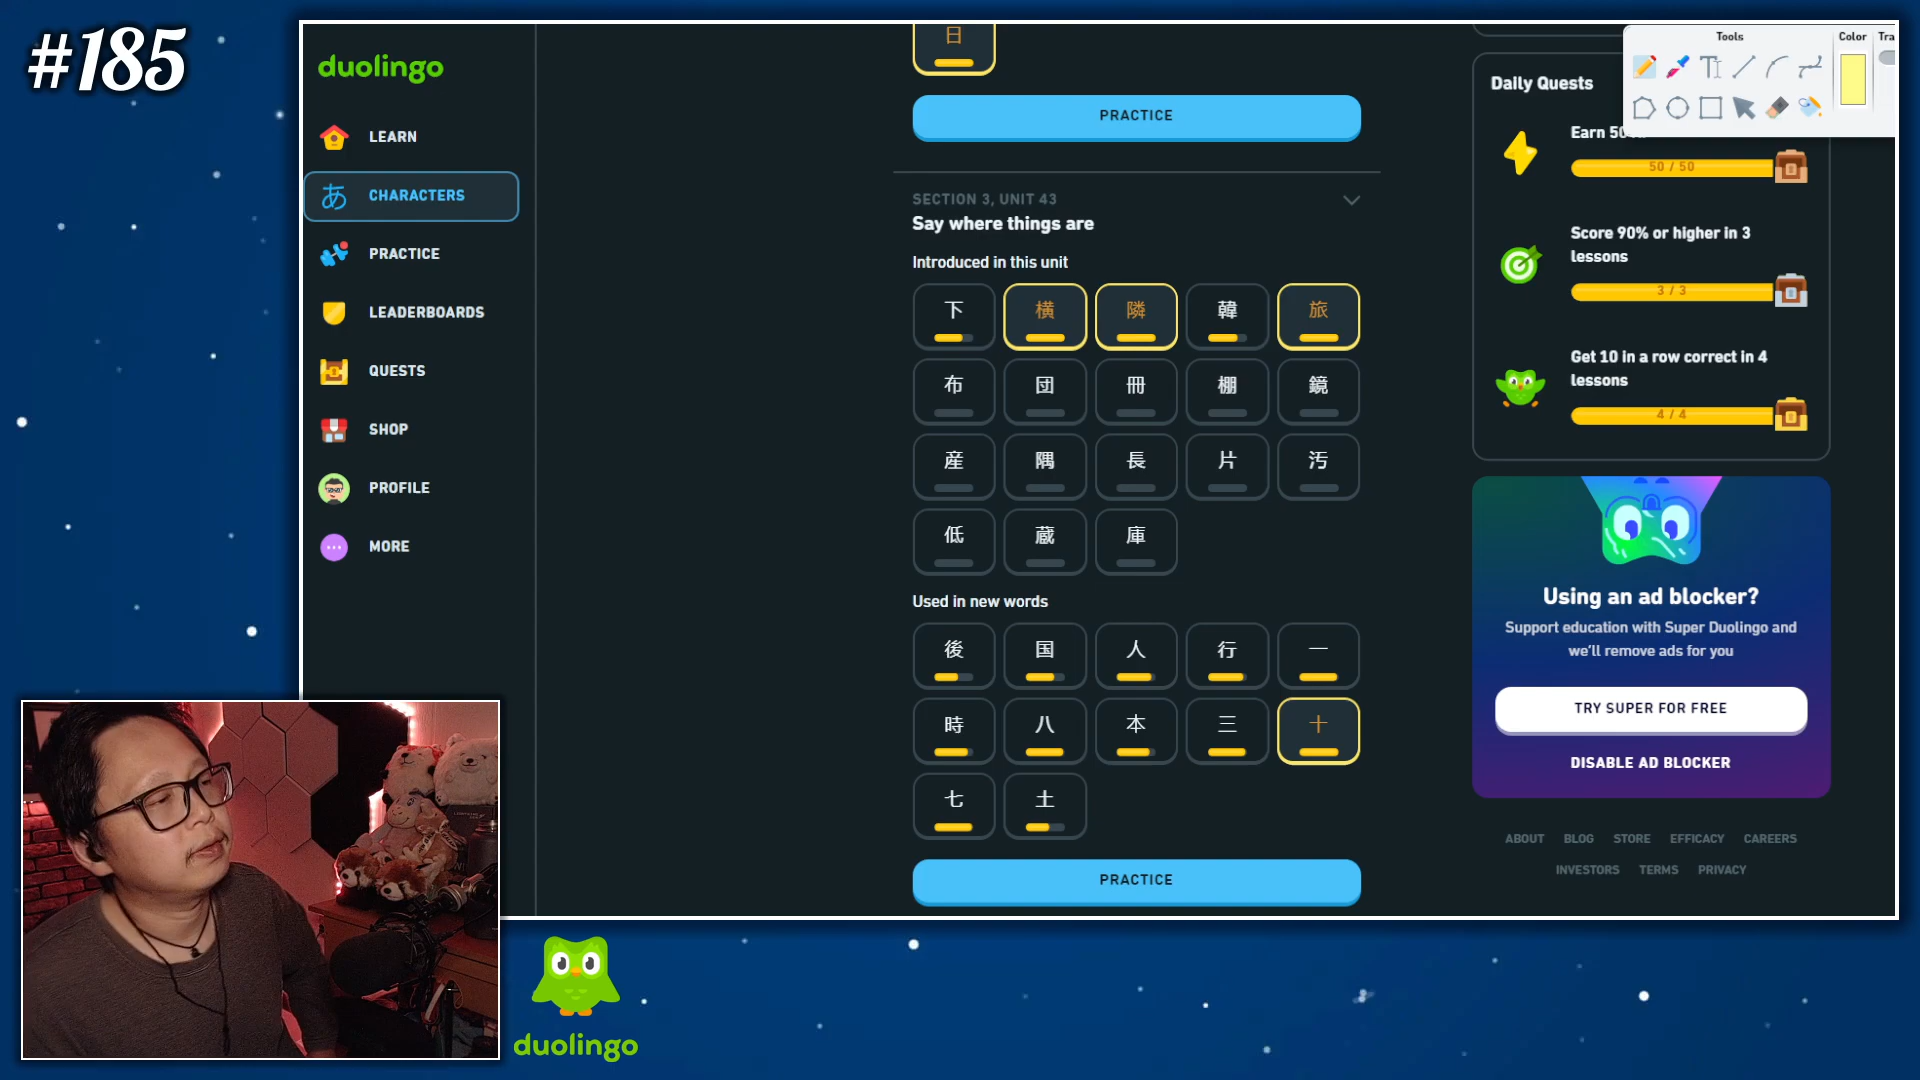 #185
duolingo
LEARN
CHARACTERS
PRACTICE
LEADERBOARDS
QUESTS
SHOP
PROFILE
MORE
日
PRACTICE
SECTION 3, UNIT 43
Say where things are
Introduced in this unit
下 横 隣 韓 旅
布 団 冊 棚 鏡
産 隅 長 片 汚
低 蔵 庫
Used in new words
後 国 人 行 一
時 八 本 三 十
七 土
PRACTICE
Tools
Color
Tra
Daily Quests
Earn 50
50 / 50
Score 90% or higher in 3
lessons
3 / 3
Get 10 in a row correct in 4
lessons
4 / 4
Using an ad blocker?
Support education with Super Duolingo and
we'll remove ads for you
TRY SUPER FOR FREE
DISABLE AD BLOCKER
ABOUT BLOG STORE EFFICACY CAREERS
INVESTORS TERMS PRIVACY
duolingo